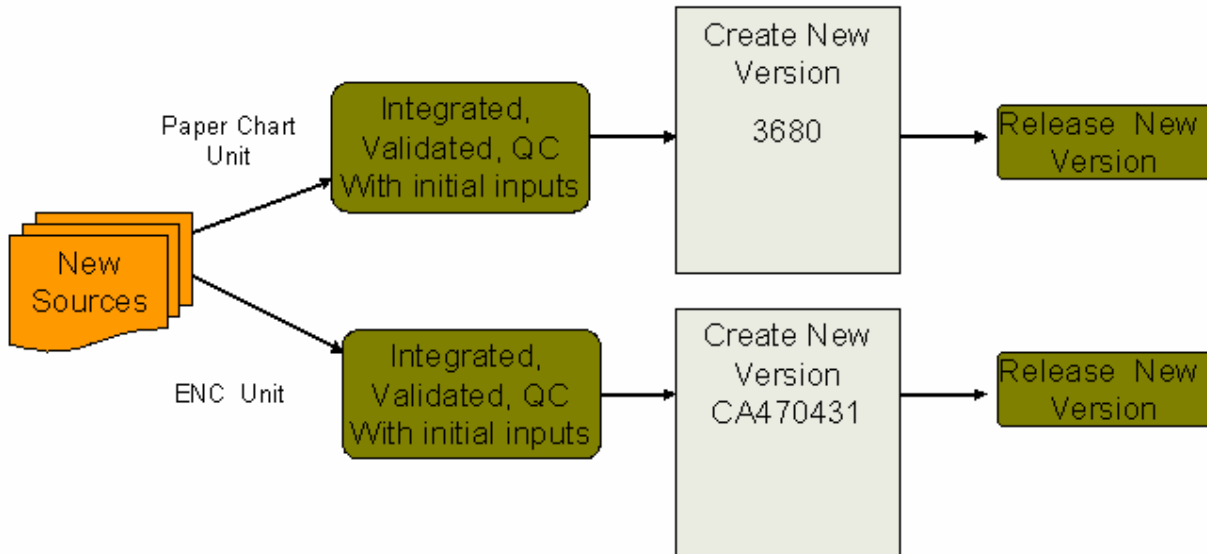 New
Sources
Paper Chart
Unit
Integrated,
Validated, QC
With initial inputs
Create New
Version
3680
Release New
Version
ENC Unit
Integrated,
Validated, QC
With initial inputs
Create New
Version
CA470431
Release New
Version